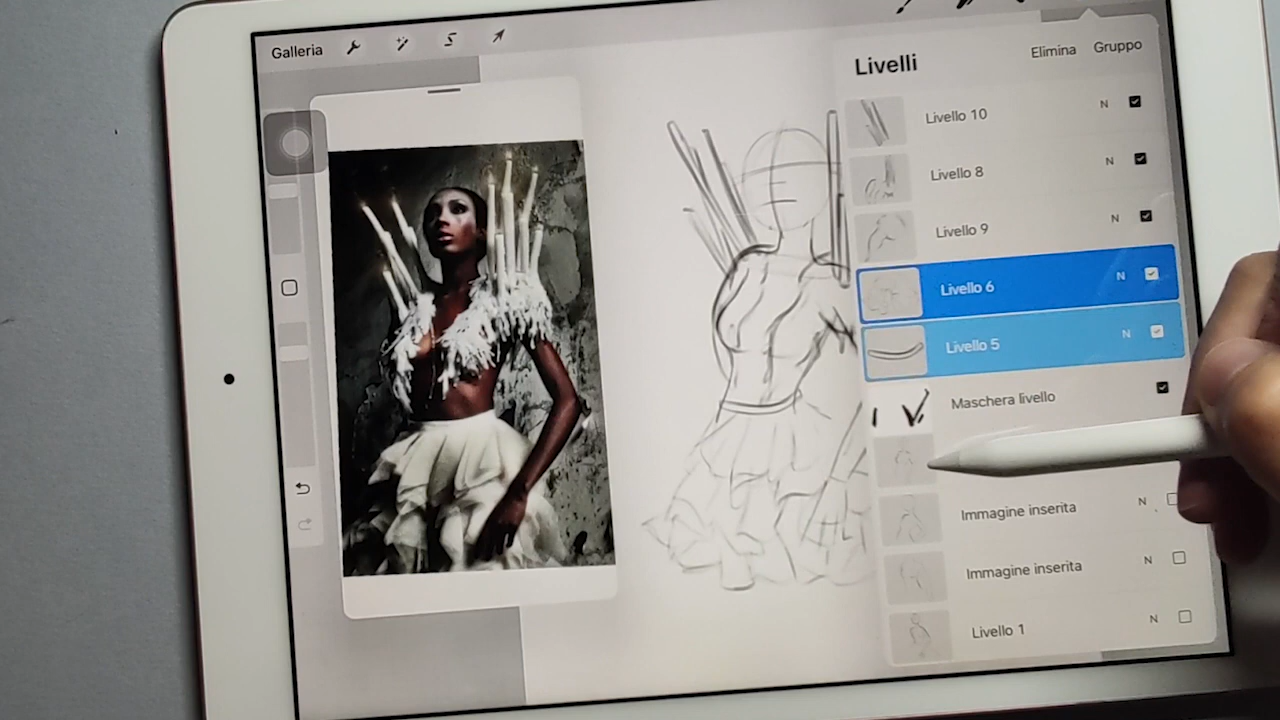 Galleria
Livelli
Elimina
Gruppo
Livello 10
N
Livello 8
N
Livello 9
N
Livello 6
N
Livello 5
N
Maschera livello
Immagine inserita
N
Immagine inserita
N
Livello 1
N